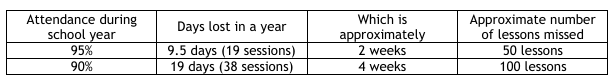 Attendance during school year | Days lost in a year | Which is approximately | Approximate number of lessons missed
95% | 9.5 days (19 sessions) | 2 weeks | 50 lessons
90% | 19 days (38 sessions) | 4 weeks | 100 lessons